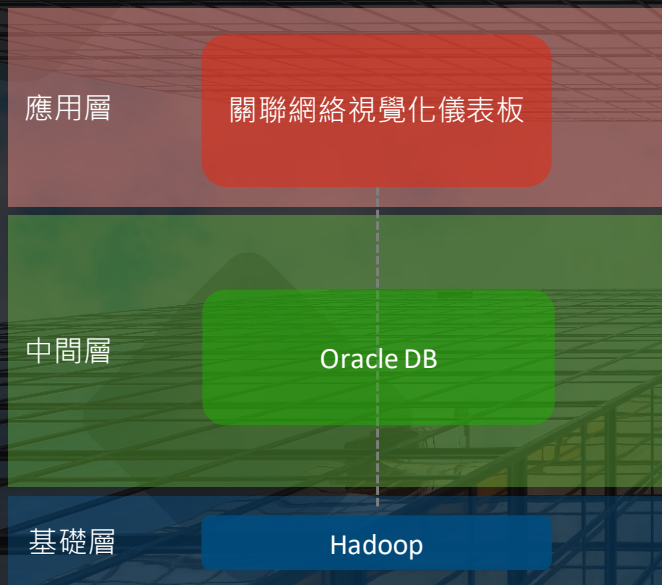 應用層
關聯網絡視覺化儀表板
中間層
Oracle DB
基礎層
Hadoop